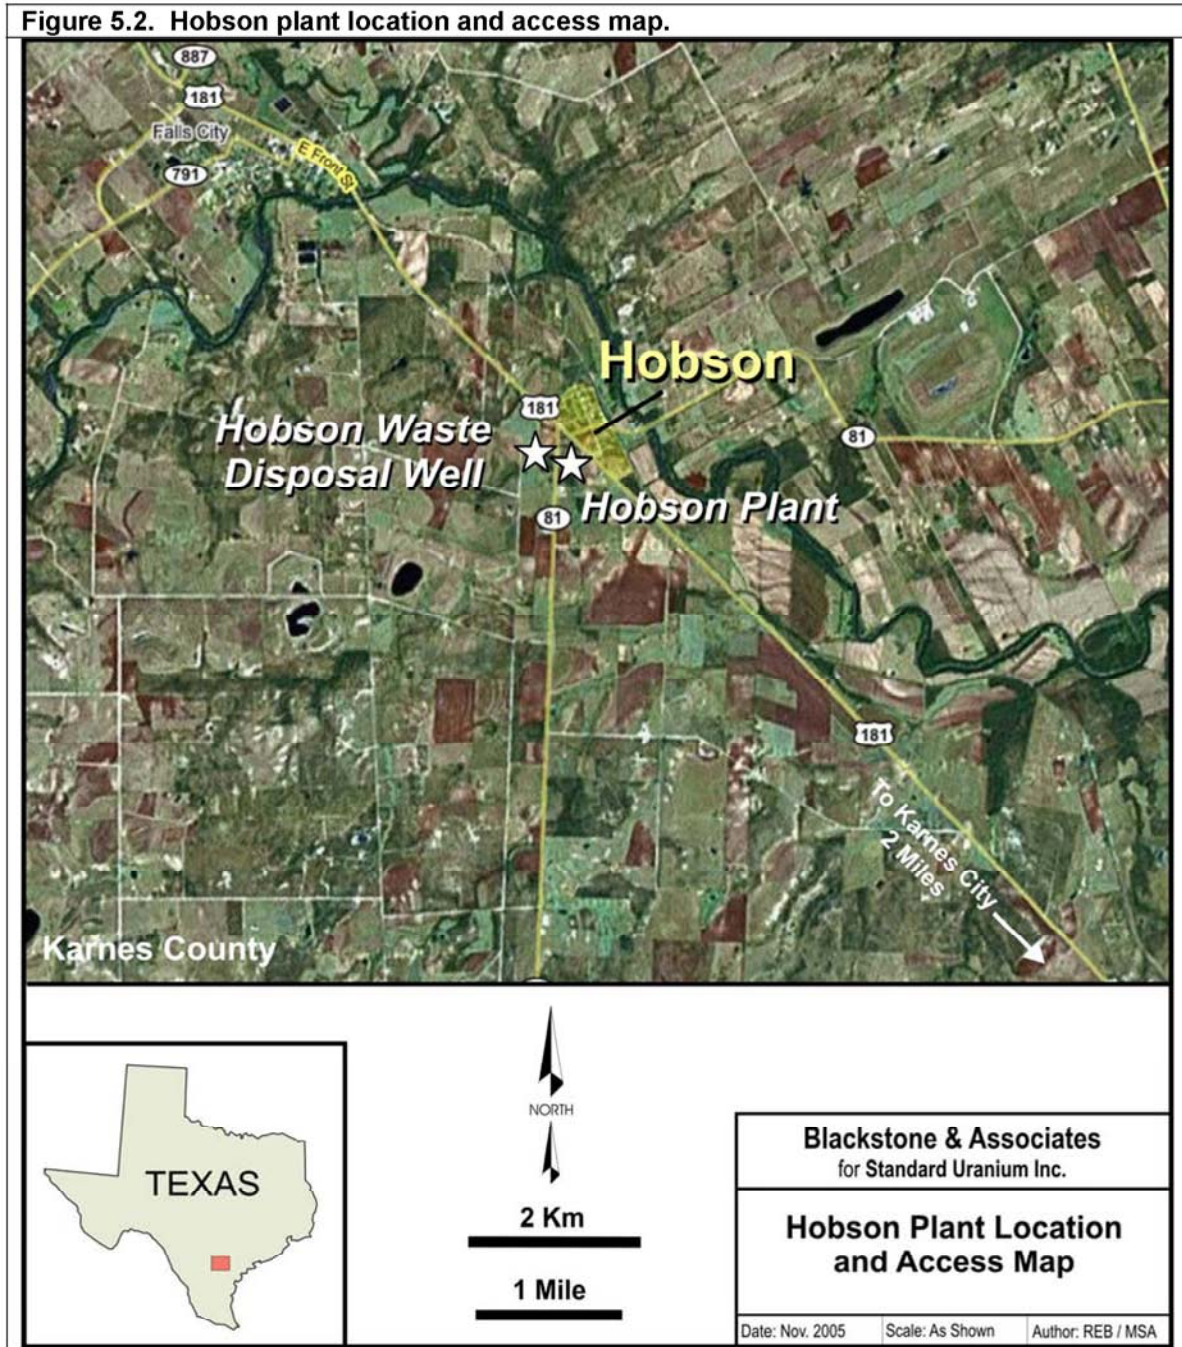 Figure 5.2. Hobson plant location and access map.
887
181
Falls City
E Front St
791
Hobson
181
Hobson Waste
Disposal Well
81
Hobson Plant
81
181
To Karnes City
2 Miles
Karnes County
TEXAS
NORTH
2 Km
1 Mile
Blackstone & Associates
for Standard Uranium Inc.
Hobson Plant Location
and Access Map
Date: Nov. 2005
Scale: As Shown
Author: REB / MSA